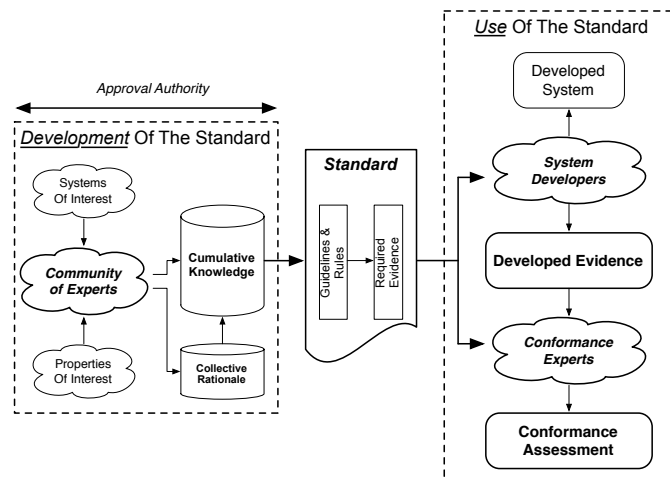 Approval Authority
Development Of The Standard
Systems
Of Interest
Community
of Experts
Properties
Of Interest
Cumulative
Knowledge
Collective
Rationale
Standard
Guidelines &
Rules
Required
Evidence
Use Of The Standard
Developed
System
System
Developers
Developed Evidence
Conformance
Experts
Conformance
Assessment